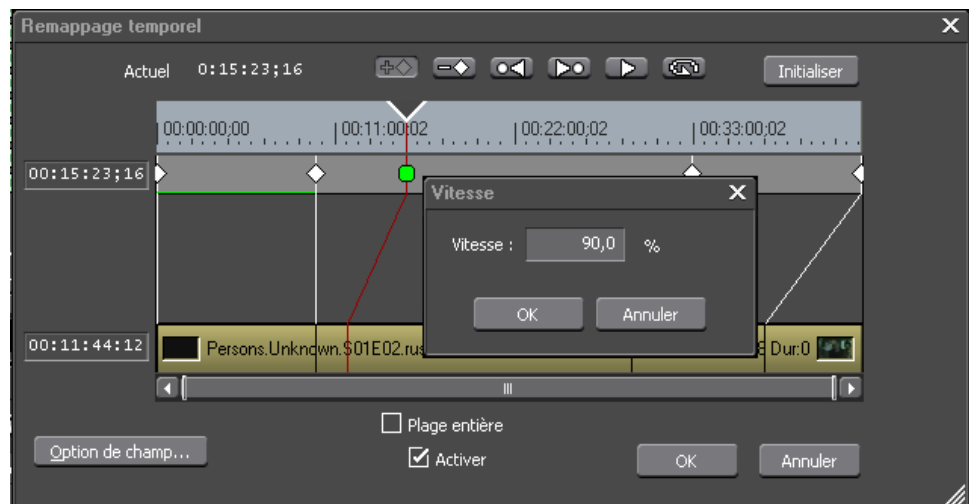 Remappage temporel
Actuel 0:15:23;16 Initialiser
00:00:00;00 00:11:00;02 00:22:00;02 00:33:00;02
00:15:23;16
Vitesse
Vitesse : 90,0 %
OK Annuler
00:11:44:12 Persons.Unknown.S01E02.rus 8 Dur:0
Plage entière
Option de champ...
Activer OK Annuler